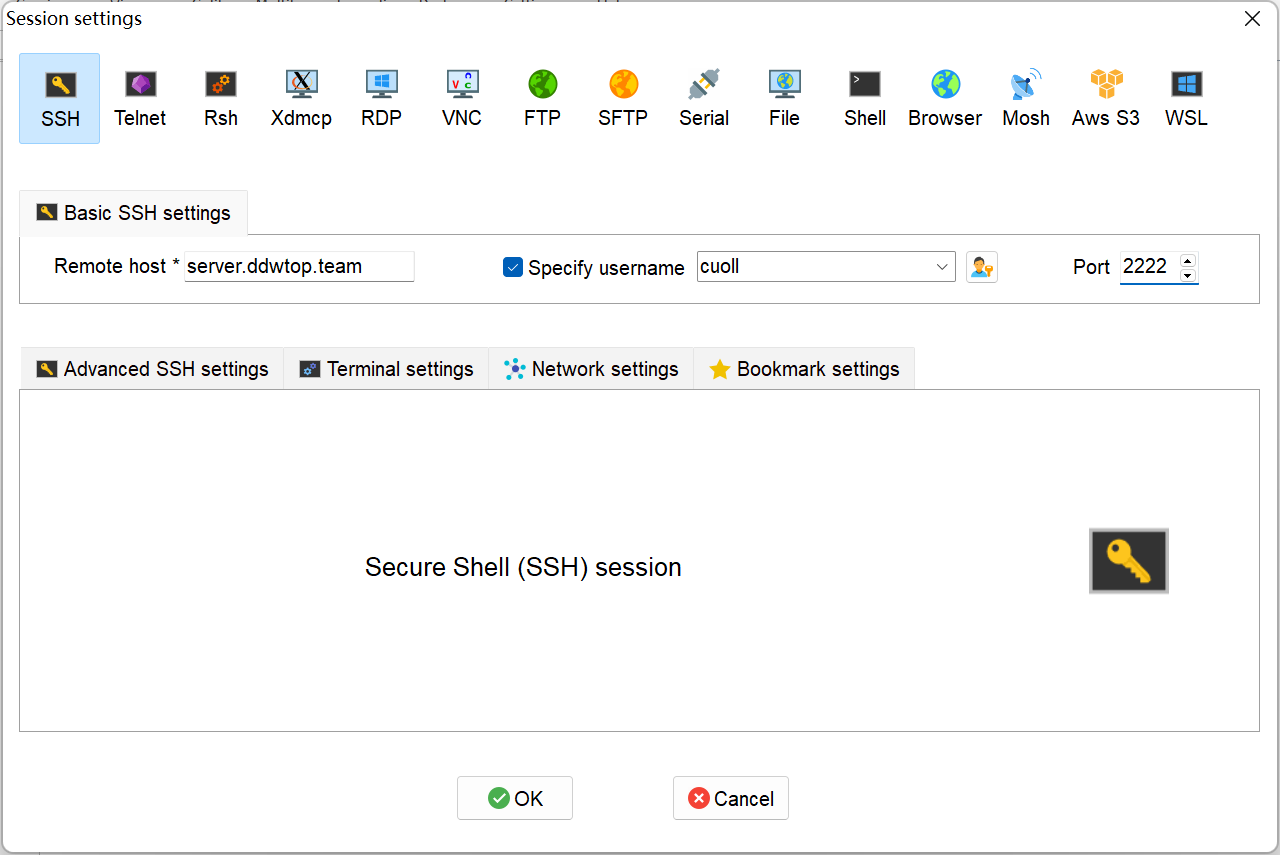 Session settings
SSH Telnet Rsh Xdmcp RDP VNC FTP SFTP Serial File Shell Browser Mosh Aws S3 WSL
Basic SSH settings
Remote host * server.ddwtop.team Specify username cuoll Port 2222
Advanced SSH settings Terminal settings Network settings Bookmark settings
Secure Shell (SSH) session
OK Cancel